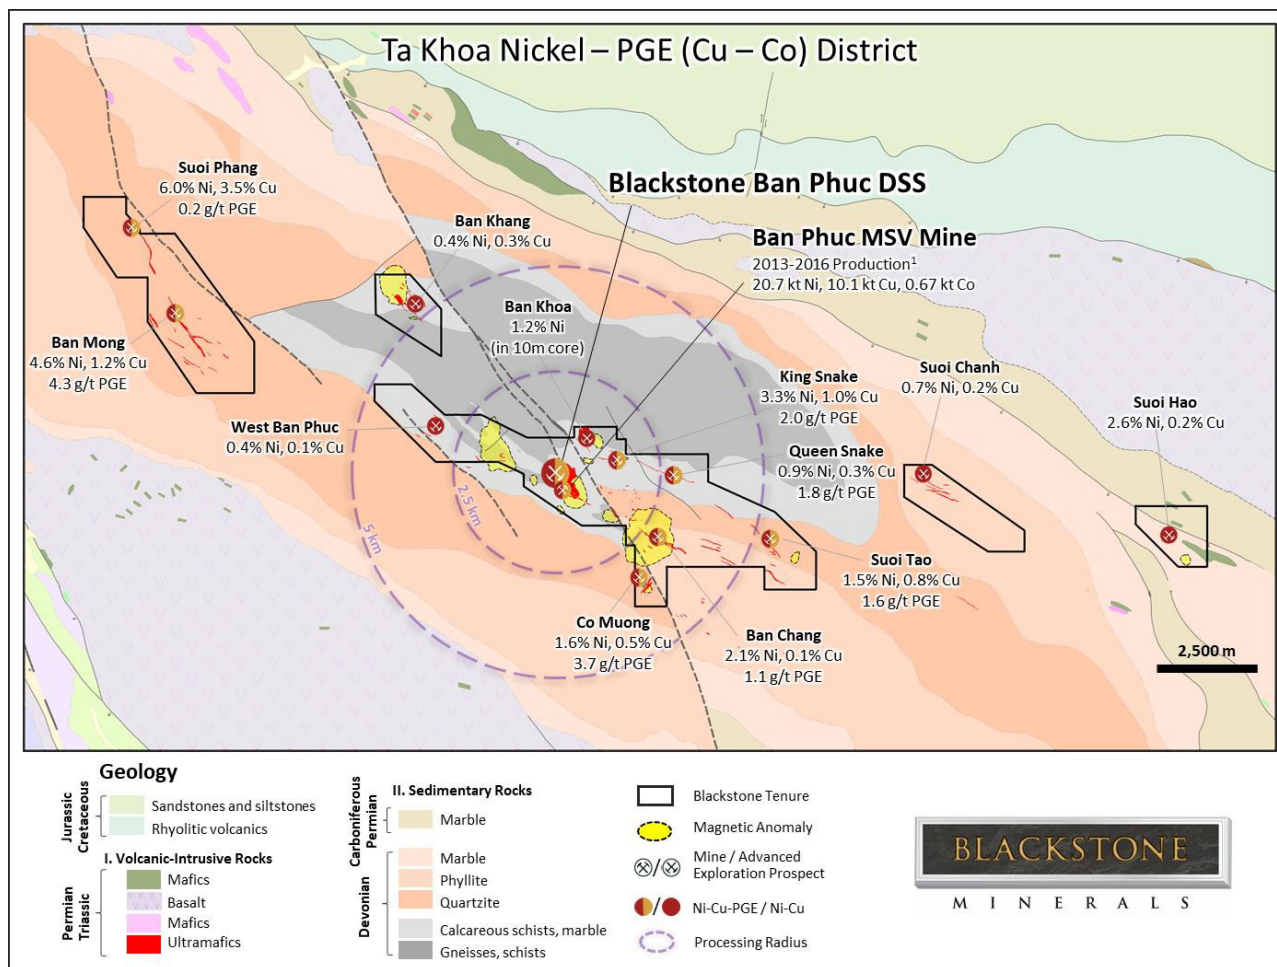 Ta Khoa Nickel – PGE (Cu – Co) District
Suoi Phang
6.0% Ni, 3.5% Cu
0.2 g/t PGE
Blackstone Ban Phuc DSS
Ban Khang
0.4% Ni, 0.3% Cu
Ban Phuc MSV Mine
2013-2016 Production¹
20.7 kt Ni, 10.1 kt Cu, 0.67 kt Co
Ban Khoa
1.2% Ni
(in 10m core)
Ban Mong
4.6% Ni, 1.2% Cu
4.3 g/t PGE
King Snake
3.3% Ni, 1.0% Cu
2.0 g/t PGE
Suoi Chanh
0.7% Ni, 0.2% Cu
Suoi Hao
2.6% Ni, 0.2% Cu
West Ban Phuc
0.4% Ni, 0.1% Cu
Queen Snake
0.9% Ni, 0.3% Cu
1.8 g/t PGE
2.5 km
5 km
Suoi Tao
1.5% Ni, 0.8% Cu
1.6 g/t PGE
Co Muong
1.6% Ni, 0.5% Cu
3.7 g/t PGE
Ban Chang
2.1% Ni, 0.1% Cu
1.1 g/t PGE
2,500 m
Geology
Jurassic
Cretaceous
Sandstones and siltstones
Rhyolitic volcanics
I. Volcanic-Intrusive Rocks
Permian
Triassic
Mafics
Basalt
Mafics
Ultramafics
II. Sedimentary Rocks
Carboniferous
Permian
Marble
Devonian
Marble
Phyllite
Quartzite
Calcareous schists, marble
Gneisses, schists
Blackstone Tenure
Magnetic Anomaly
Mine / Advanced
Exploration Prospect
Ni-Cu-PGE / Ni-Cu
Processing Radius
BLACKSTONE
MINERALS